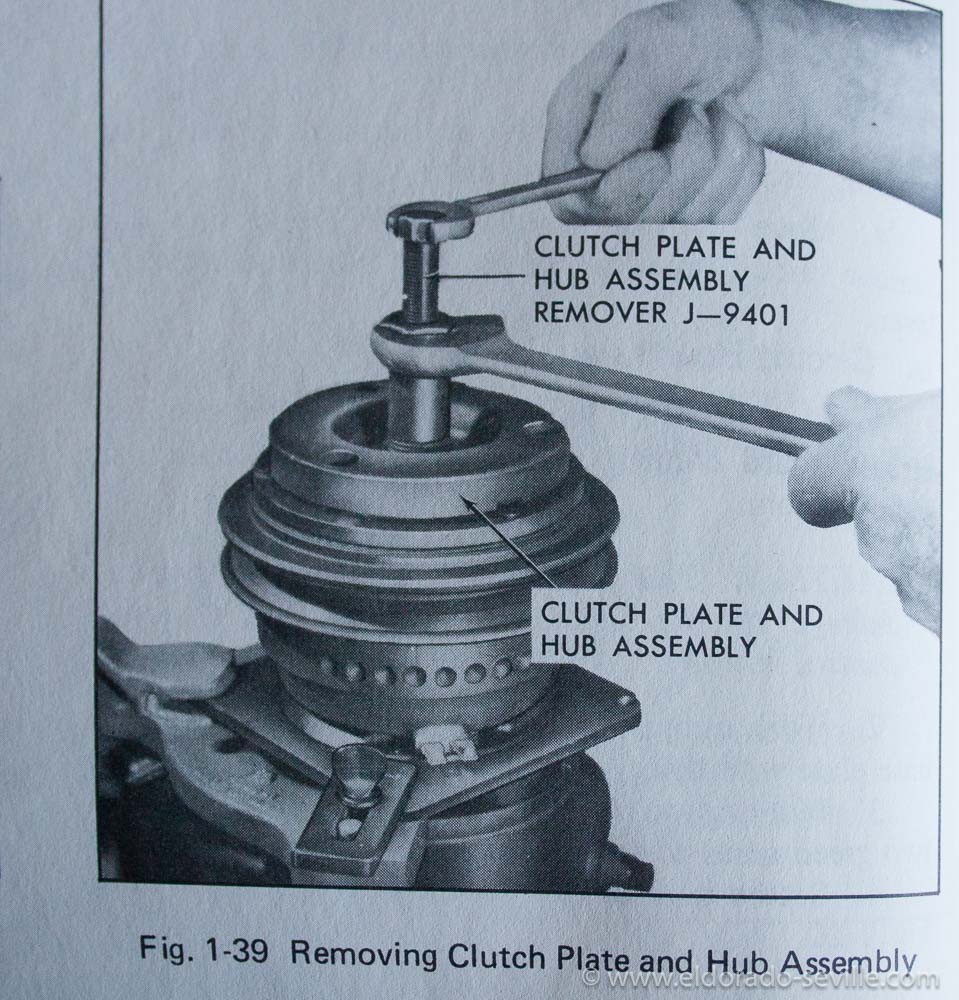 CLUTCH PLATE AND
HUB ASSEMBLY
REMOVER J—9401
CLUTCH PLATE AND
HUB ASSEMBLY
Fig. 1-39 Removing Clutch Plate and Hub Assembly
© www.eldorado-seville.com